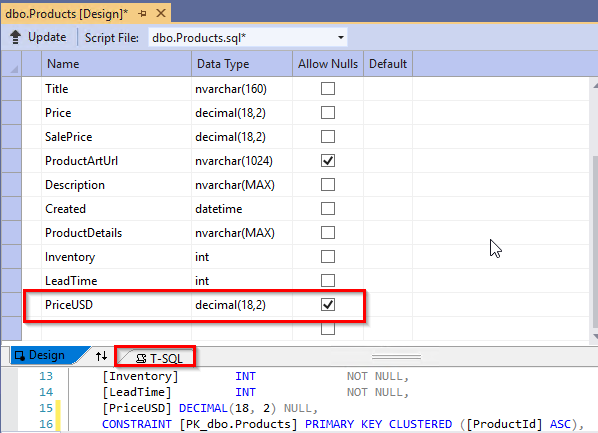 dbo.Products [Design]*
Update Script File: dbo.Products.sql*
Name Data Type Allow Nulls Default
Title nvarchar(160)
Price decimal(18,2)
SalePrice decimal(18,2)
ProductArtUrl nvarchar(1024)
Description nvarchar(MAX)
Created datetime
ProductDetails nvarchar(MAX)
Inventory int
LeadTime int
PriceUSD decimal(18,2)
Design T-SQL
13 [Inventory] INT NOT NULL,
14 [LeadTime] INT NOT NULL,
15 [PriceUSD] DECIMAL(18, 2) NULL,
16 CONSTRAINT [PK_dbo.Products] PRIMARY KEY CLUSTERED ([ProductId] ASC),